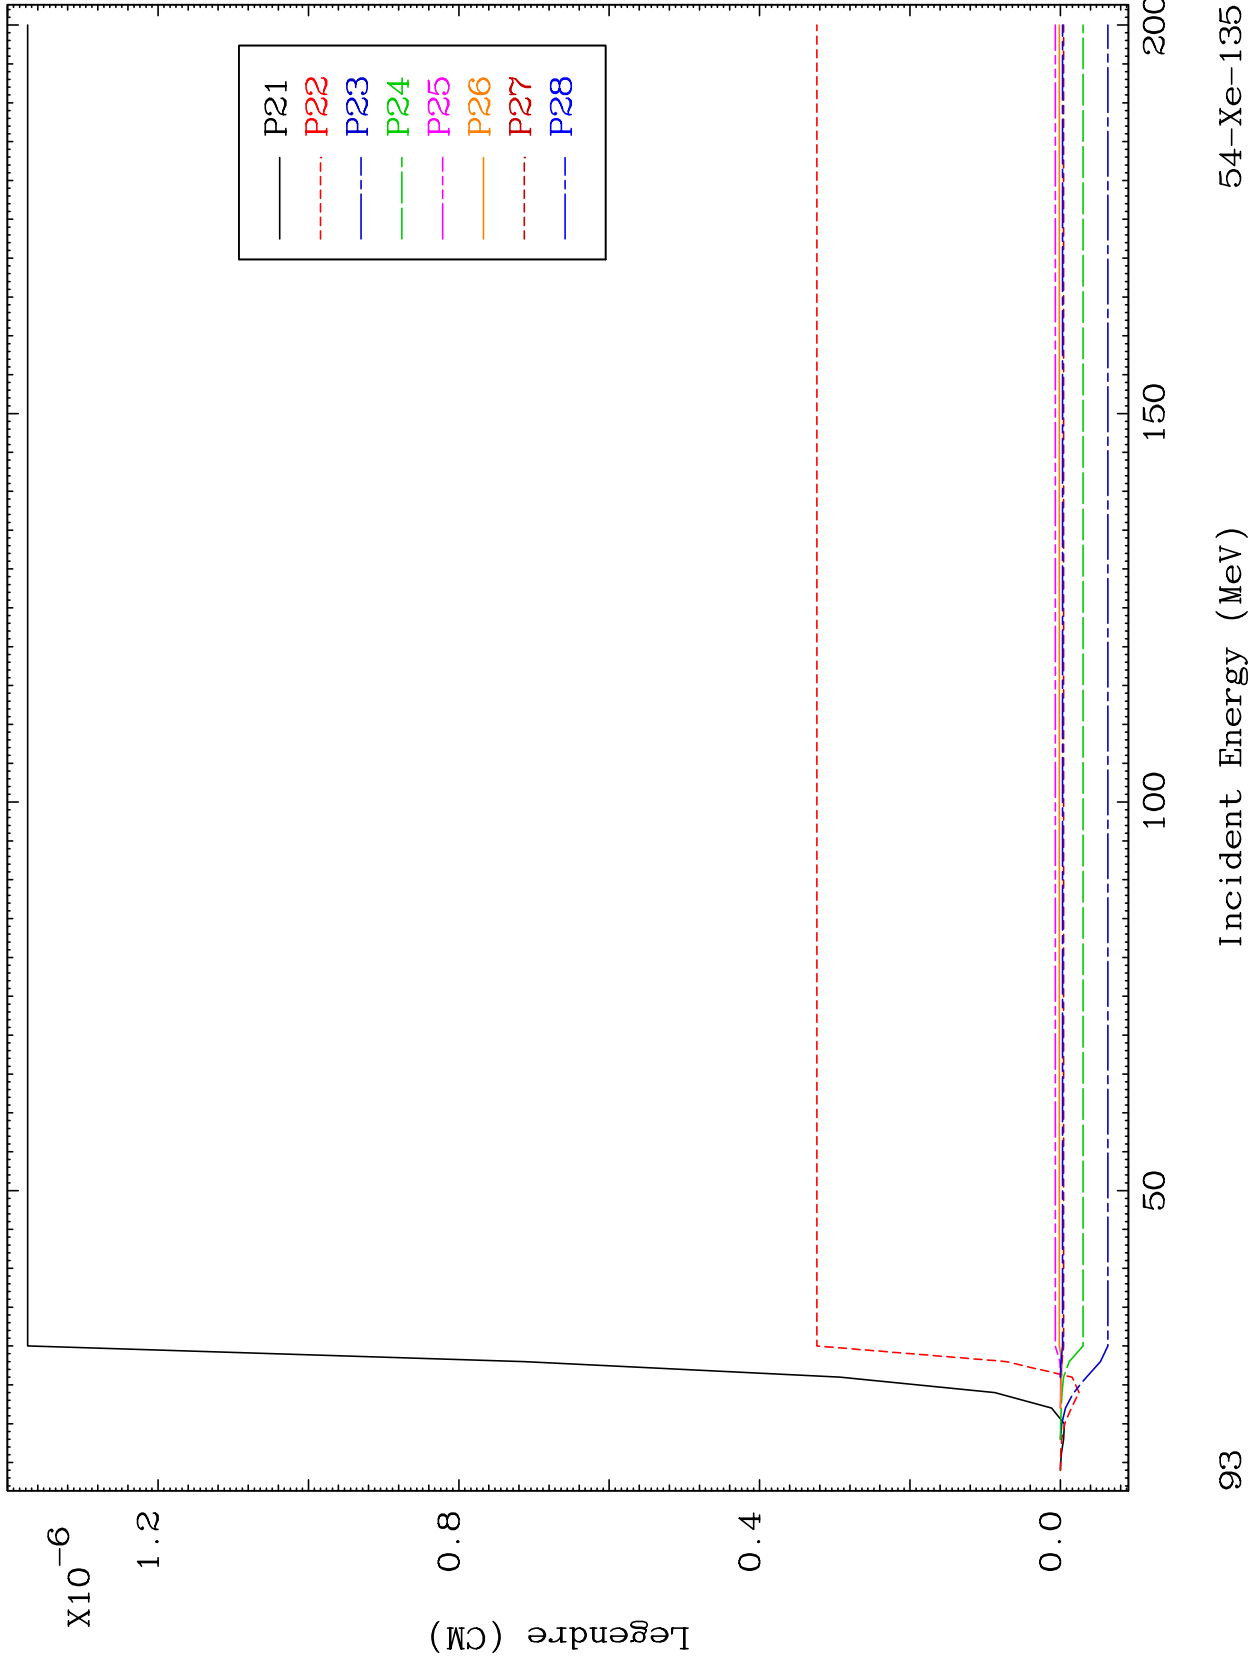 X10-6
1.2
0.8
0.4
0.0
Legendre (CM)
P21
P22
P23
P24
P25
P26
P27
P28
50
100
150
200
Incident Energy (MeV)
93
54-Xe-135